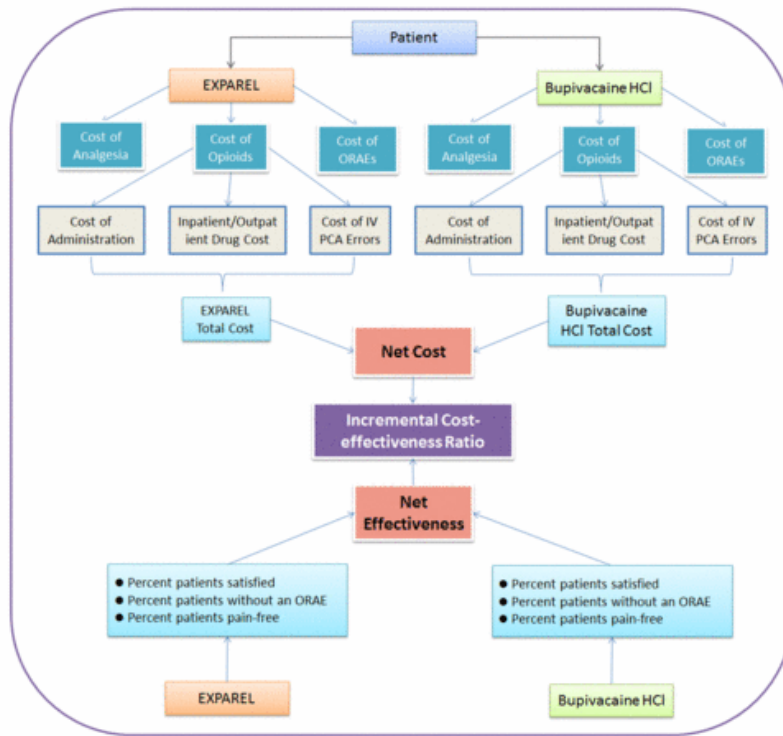 Patient
EXPAREL
Bupivacaine HCl
Cost of
Analgesia
Cost of
Opioids
Cost of
ORAEs
Cost of
Analgesia
Cost of
Opioids
Cost of
ORAEs
Cost of
Administration
Inpatient/Outpat
ient Drug Cost
Cost of IV
PCA Errors
Cost of
Administration
Inpatient/Outpat
ient Drug Cost
Cost of IV
PCA Errors
EXPAREL
Total Cost
Bupivacaine
HCl Total Cost
Net Cost
Incremental Cost-
effectiveness Ratio
Net
Effectiveness
● Percent patients satisfied
● Percent patients without an ORAE
● Percent patients pain-free
● Percent patients satisfied
● Percent patients without an ORAE
● Percent patients pain-free
EXPAREL
Bupivacaine HCl